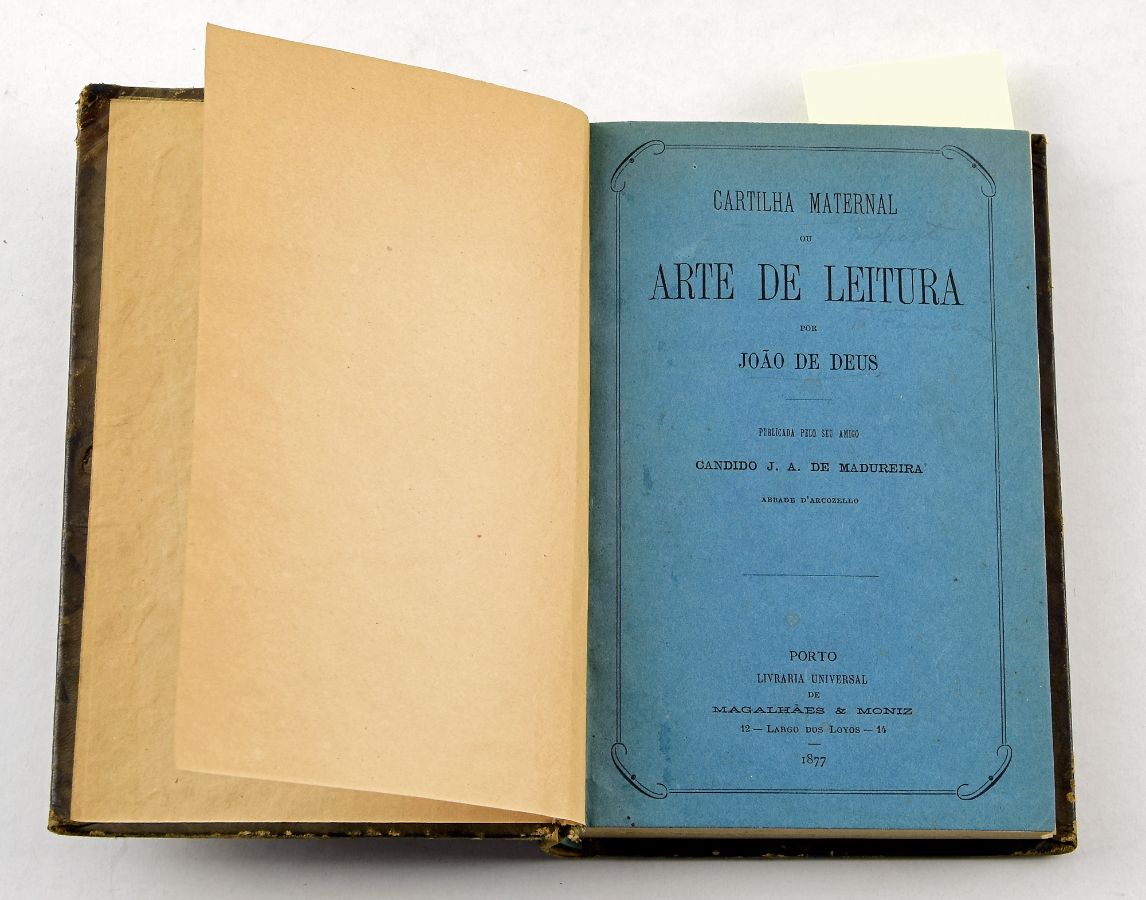 CARTILHA MATERNAL
OU
ARTE DE LEITURA
POR
JOÃO DE DEUS
PUBLICADA PELO SEU AMIGO
CANDIDO J. A. DE MADUREIRA
ABBADE D'ARCOZELLO
PORTO
LIVRARIA UNIVERSAL
DE
MAGALHÃES & MONIZ
12 — LARGO DOS LOYOS — 14
1877